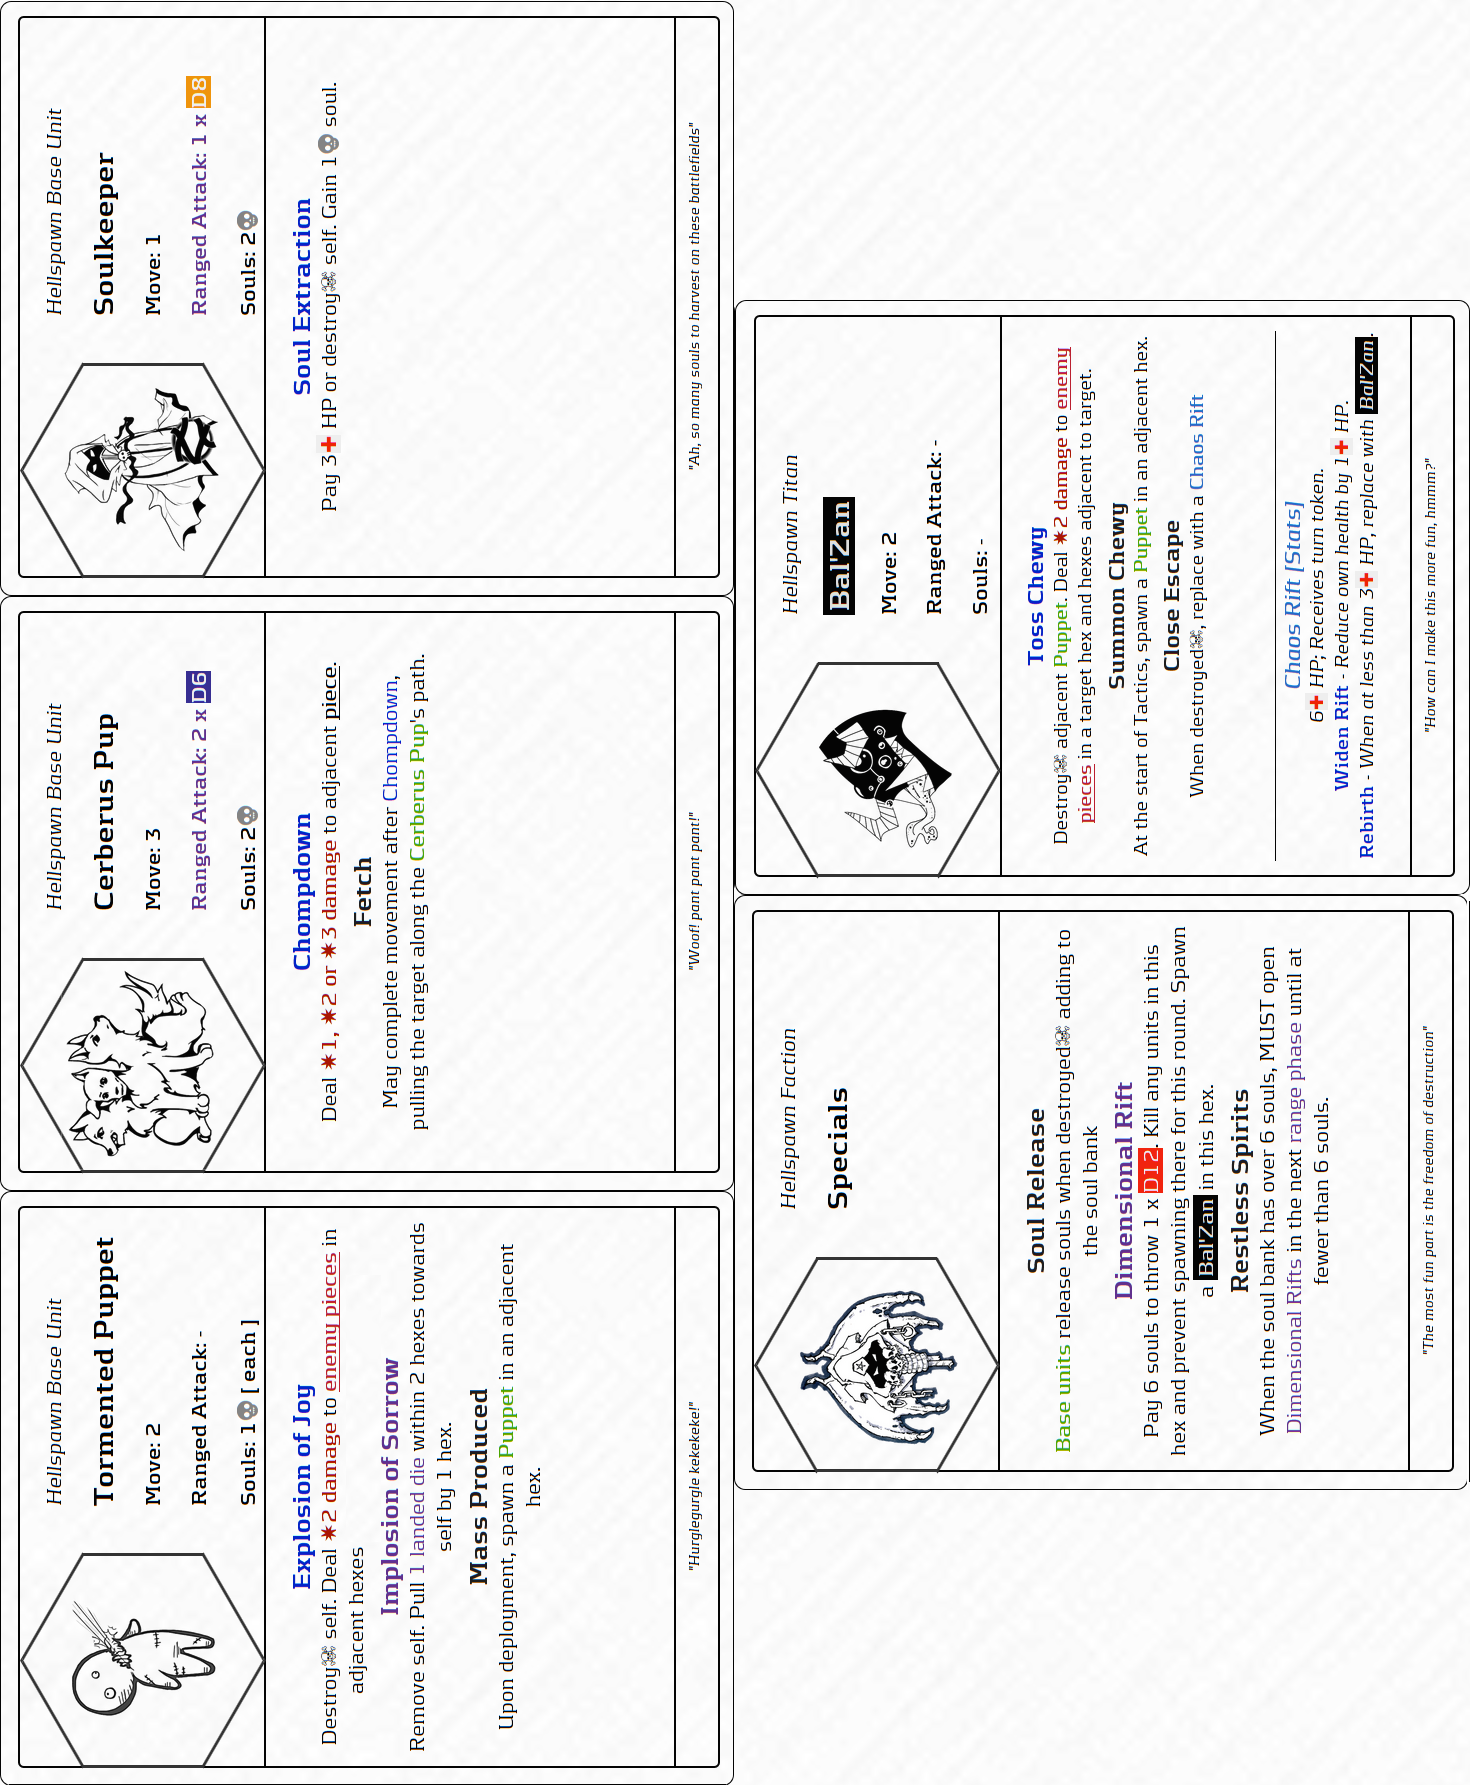 Hellspawn Base Unit
Tormented Puppet
Move: 2
Ranged Attack: -
Souls: 1 [ each ]
Explosion of Joy
Destroy self. Deal 2 damage to enemy pieces in
adjacent hexes
Implosion of Sorrow
Remove self. Pull 1 landed die within 2 hexes towards
self by 1 hex.
Mass Produced
Upon deployment, spawn a Puppet in an adjacent
hex.
"Hurglegurgle kekekeke!"
Hellspawn Base Unit
Cerberus Pup
Move: 3
Ranged Attack: 2 x D6
Souls: 2
Chompdown
Deal 1, 2 or 3 damage to adjacent piece.
Fetch
May complete movement after Chompdown,
pulling the target along the Cerberus Pup's path.
"Woof! pant pant pant!"
Hellspawn Base Unit
Soulkeeper
Move: 1
Ranged Attack: 1 x D8
Souls: 2
Soul Extraction
Pay 3 HP or destroy self. Gain 1 soul.
"Ah, so many souls to harvest on these battlefields"
Hellspawn Faction
Specials
Soul Release
Base units release souls when destroyed adding to
the soul bank
Dimensional Rift
Pay 6 souls to throw 1 x D12. Kill any units in this
hex and prevent spawning there for this round. Spawn
a Bal'Zan in this hex.
Restless Spirits
When the soul bank has over 6 souls, MUST open
Dimensional Rifts in the next range phase until at
fewer than 6 souls.
"The most fun part is the freedom of destruction"
Hellspawn Titan
Bal'Zan
Move: 2
Ranged Attack: -
Souls: -
Toss Chewy
Destroy adjacent Puppet. Deal 2 damage to enemy
pieces in a target hex and hexes adjacent to target.
Summon Chewy
At the start of Tactics, spawn a Puppet in an adjacent hex.
Close Escape
When destroyed, replace with a Chaos Rift
Chaos Rift [Stats]
6 HP; Receives turn token.
Widen Rift - Reduce own health by 1 HP.
Rebirth - When at less than 3 HP, replace with Bal'Zan.
"How can I make this more fun, hmmm?"